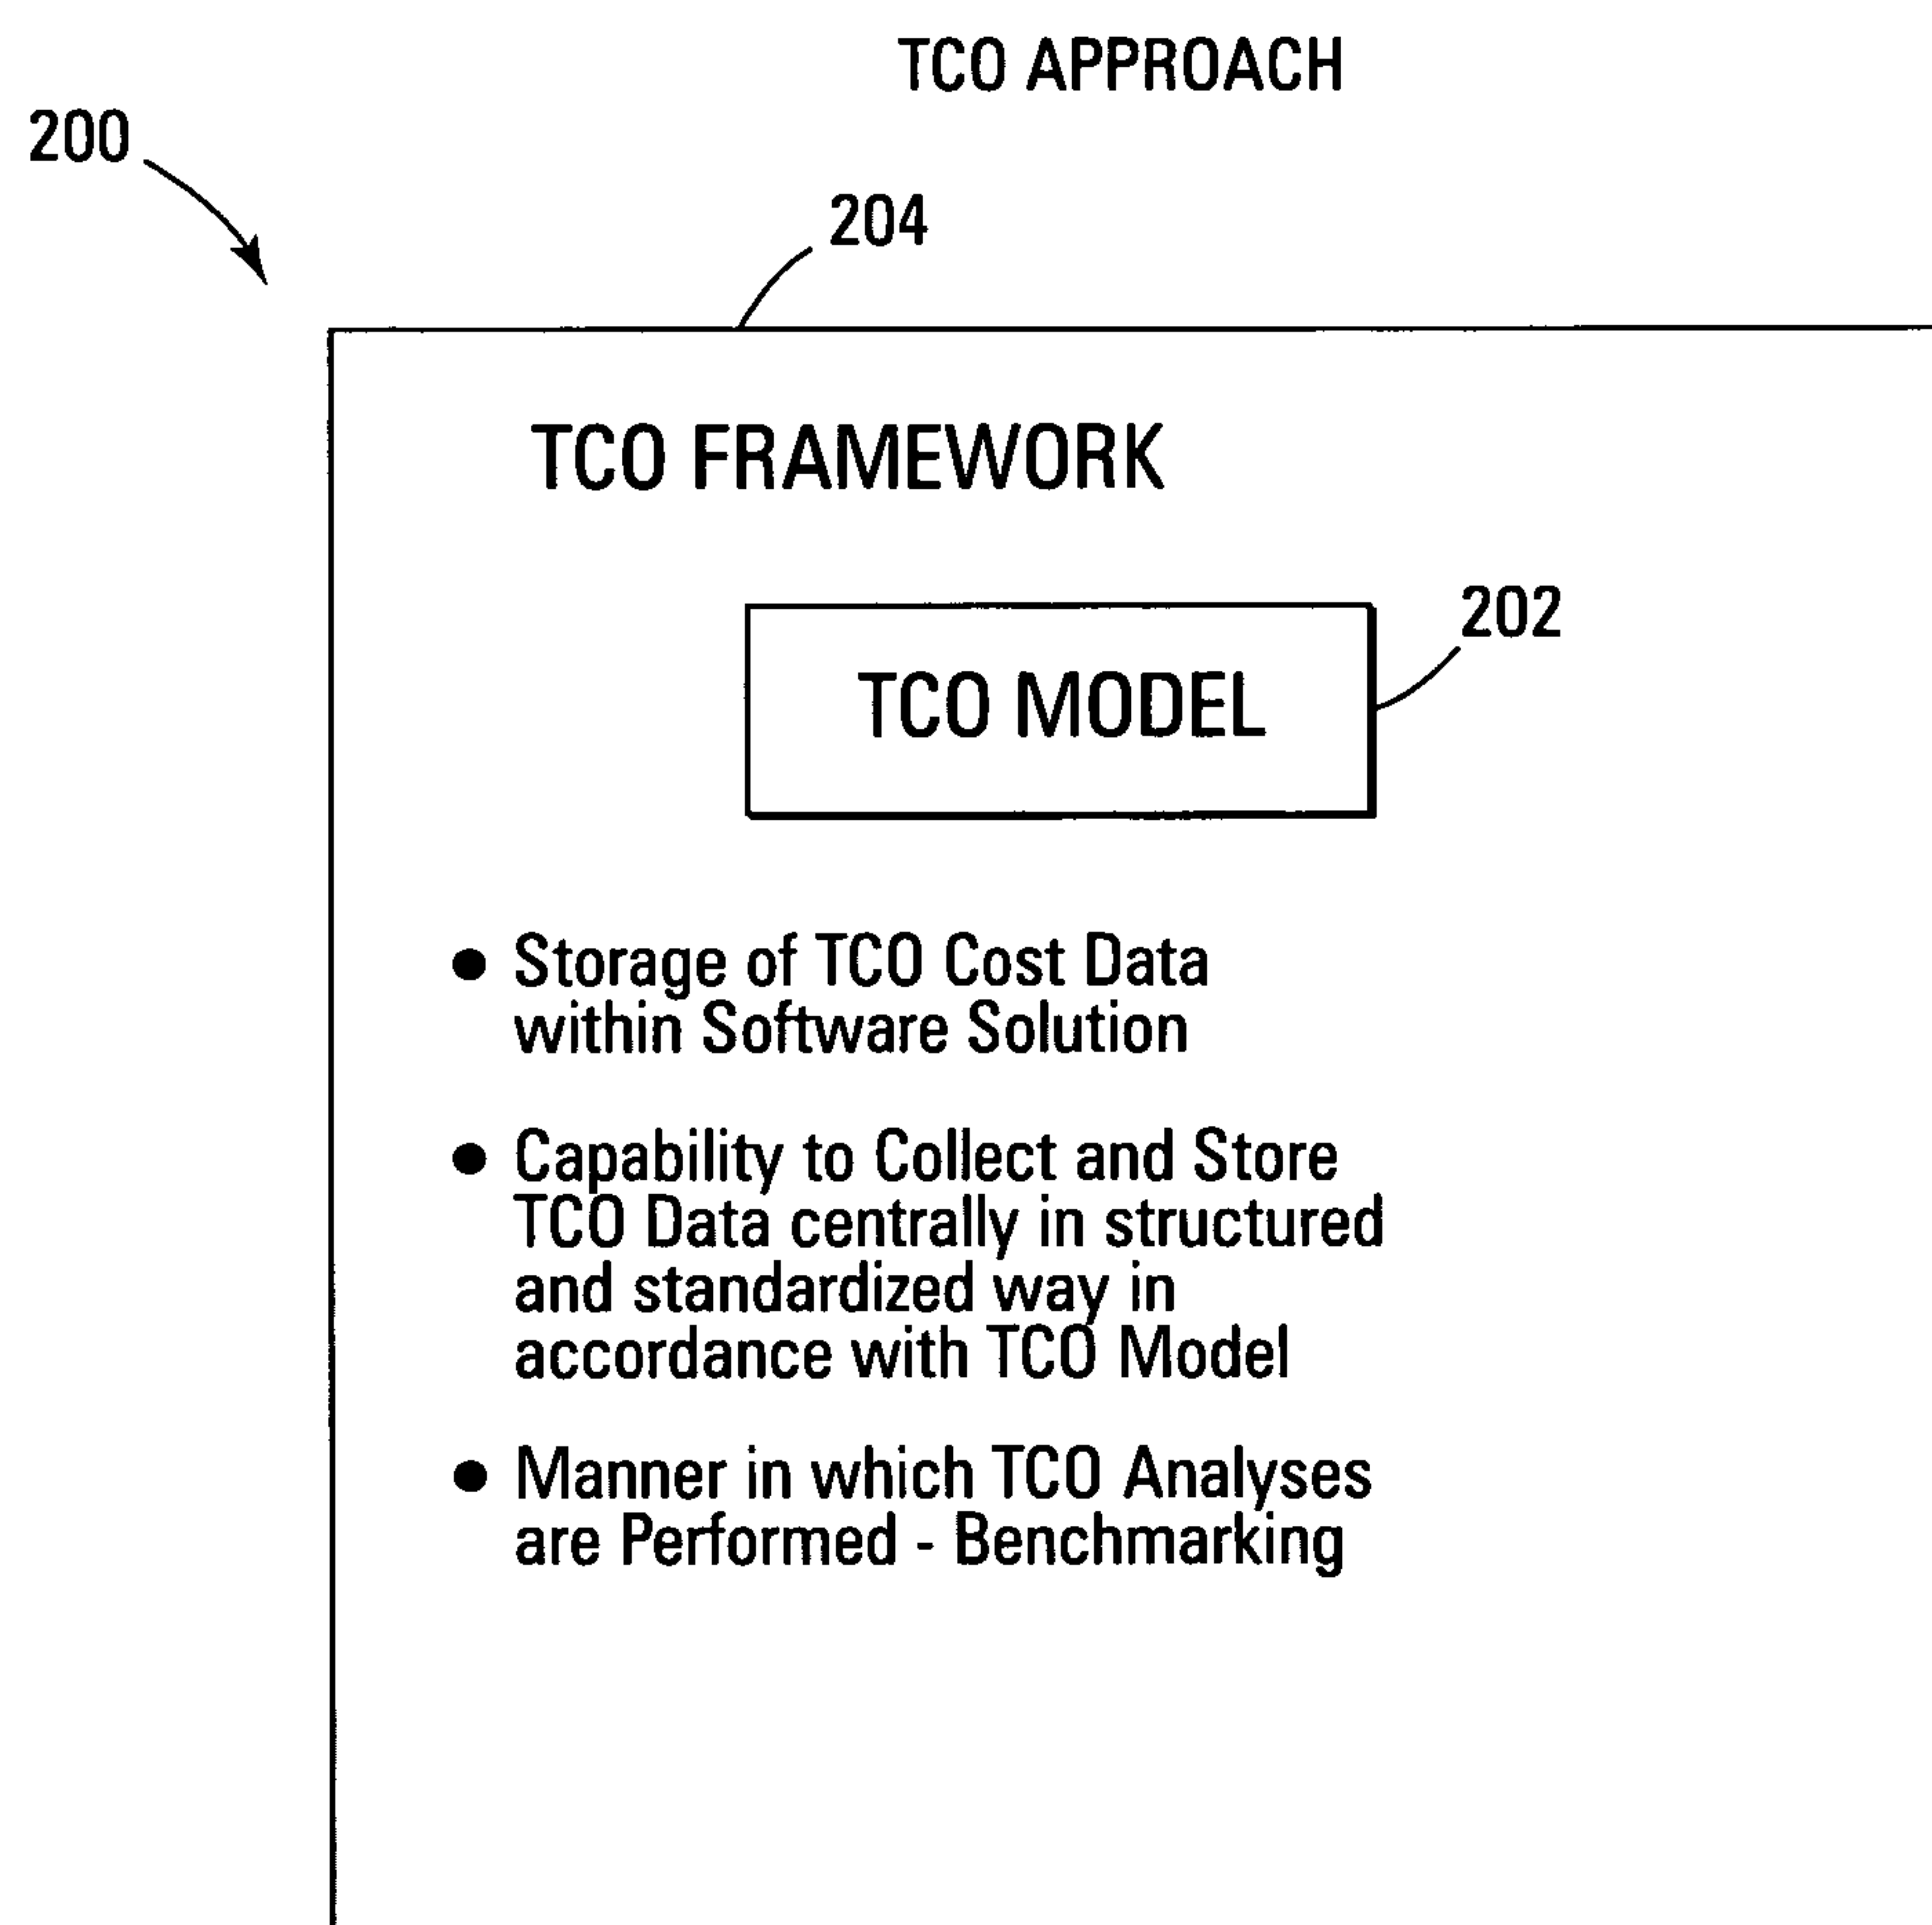 TCO APPROACH
200
204
TCO FRAMEWORK
202
TCO MODEL
● Storage of TCO Cost Data
within Software Solution
● Capability to Collect and Store
TCO Data centrally in structured
and standardized way in
accordance with TCO Model
● Manner in which TCO Analyses
are Performed - Benchmarking